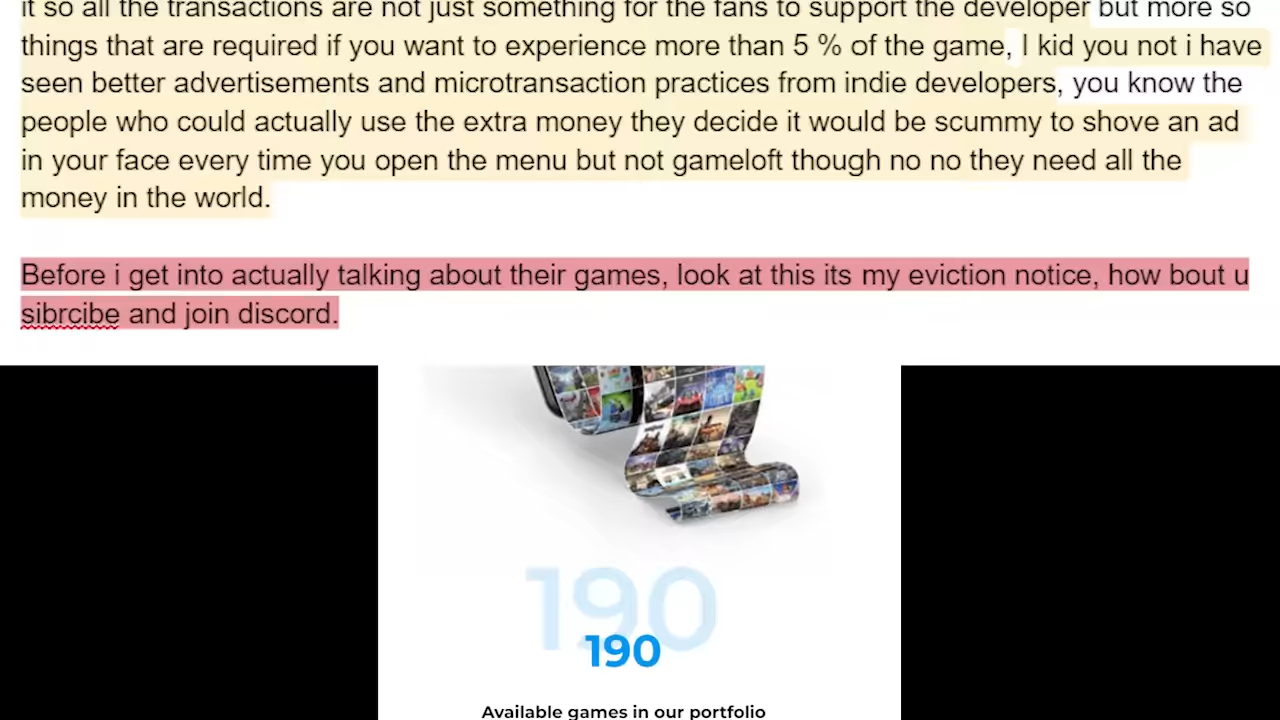 it so all the transactions are not just something for the fans to support the developer but more so
things that are required if you want to experience more than 5 % of the game, I kid you not i have
seen better advertisements and microtransaction practices from indie developers, you know the
people who could actually use the extra money they decide it would be scummy to shove an ad
in your face every time you open the menu but not gameloft though no no they need all the
money in the world.
Before i get into actually talking about their games, look at this its my eviction notice, how bout u
sibrcibe and join discord.
190
190
Available games in our portfolio